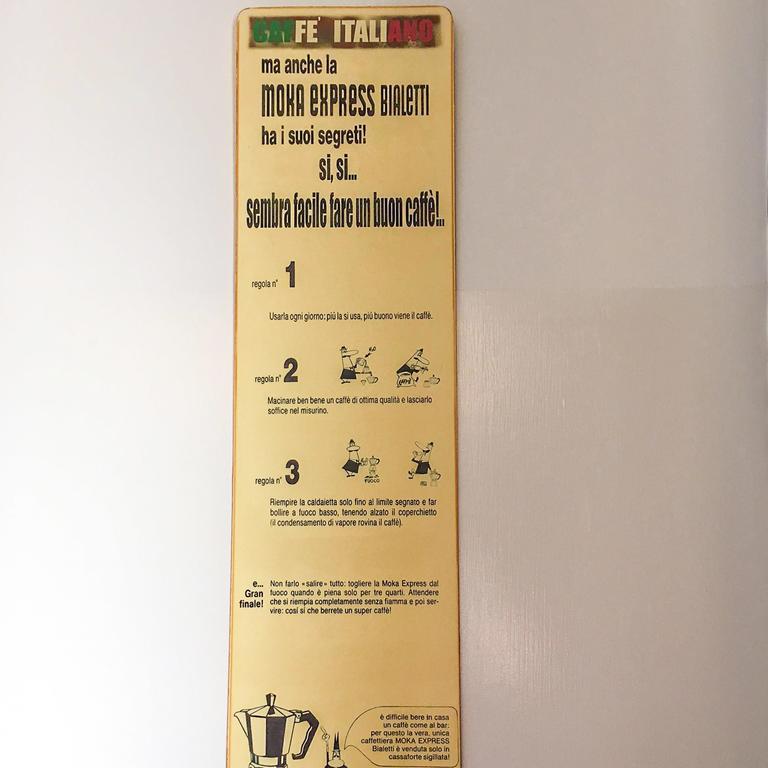 CAFFE' ITALIANO
ma anche la
MOKA EXPRESS BIALETTI
ha i suoi segreti!
si, si...
sembra facile fare un buon caffè!..
regola n° 1
Usarla ogni giorno: più la si usa, più buono viene il caffè.
regola n° 2
Macinare ben bene un caffè di ottima qualità e lasciarlo
soffice nel misurino.
regola n° 3
FUOCO
Riempire la caldaietta solo fino al limite segnato e far
bollire a fuoco basso, tenendo alzato il coperchietto
(il condensamento di vapore rovina il caffè).
e...
Gran
finale!
Non farlo «salire» tutto: togliere la Moka Express dal
fuoco quando è piena solo per tre quarti. Attendere
che si riempia completamente senza fiamma e poi ser-
vire: così sì che berrete un super caffè!
è difficile bere in casa
un caffè come al bar:
per questo la vera, unica
caffettiera MOKA EXPRESS
Bialetti è venduta solo in
cassaforte sigillata!